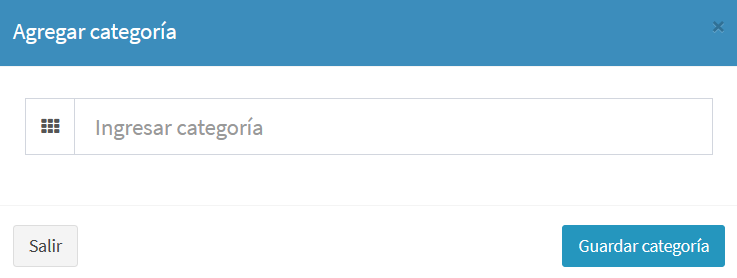 Agregar categoría
×
Ingresar categoría
Salir
Guardar categoría